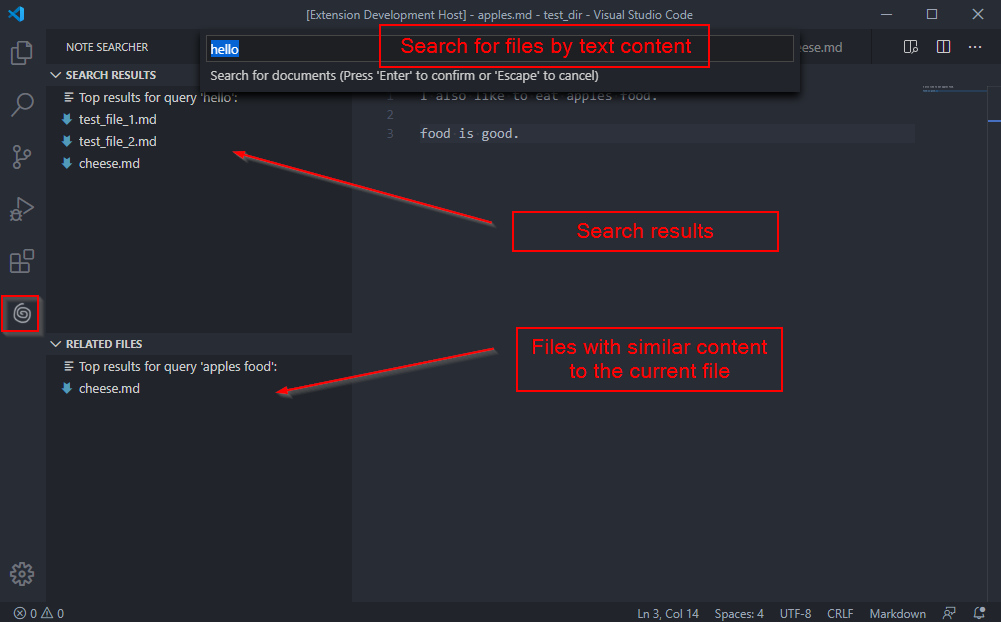 [Extension Development Host] - apples.md - test_dir - Visual Studio Code
NOTE SEARCHER
hello
Search for files by text content
eese.md
Search for documents (Press 'Enter' to confirm or 'Escape' to cancel)
SEARCH RESULTS
Top results for query 'hello':
test_file_1.md
test_file_2.md
cheese.md
1 I also like to eat apples food.
2
3 food is good.
Search results
RELATED FILES
Top results for query 'apples food':
cheese.md
Files with similar content
to the current file
0 0
Ln 3, Col 14 Spaces: 4 UTF-8 CRLF Markdown